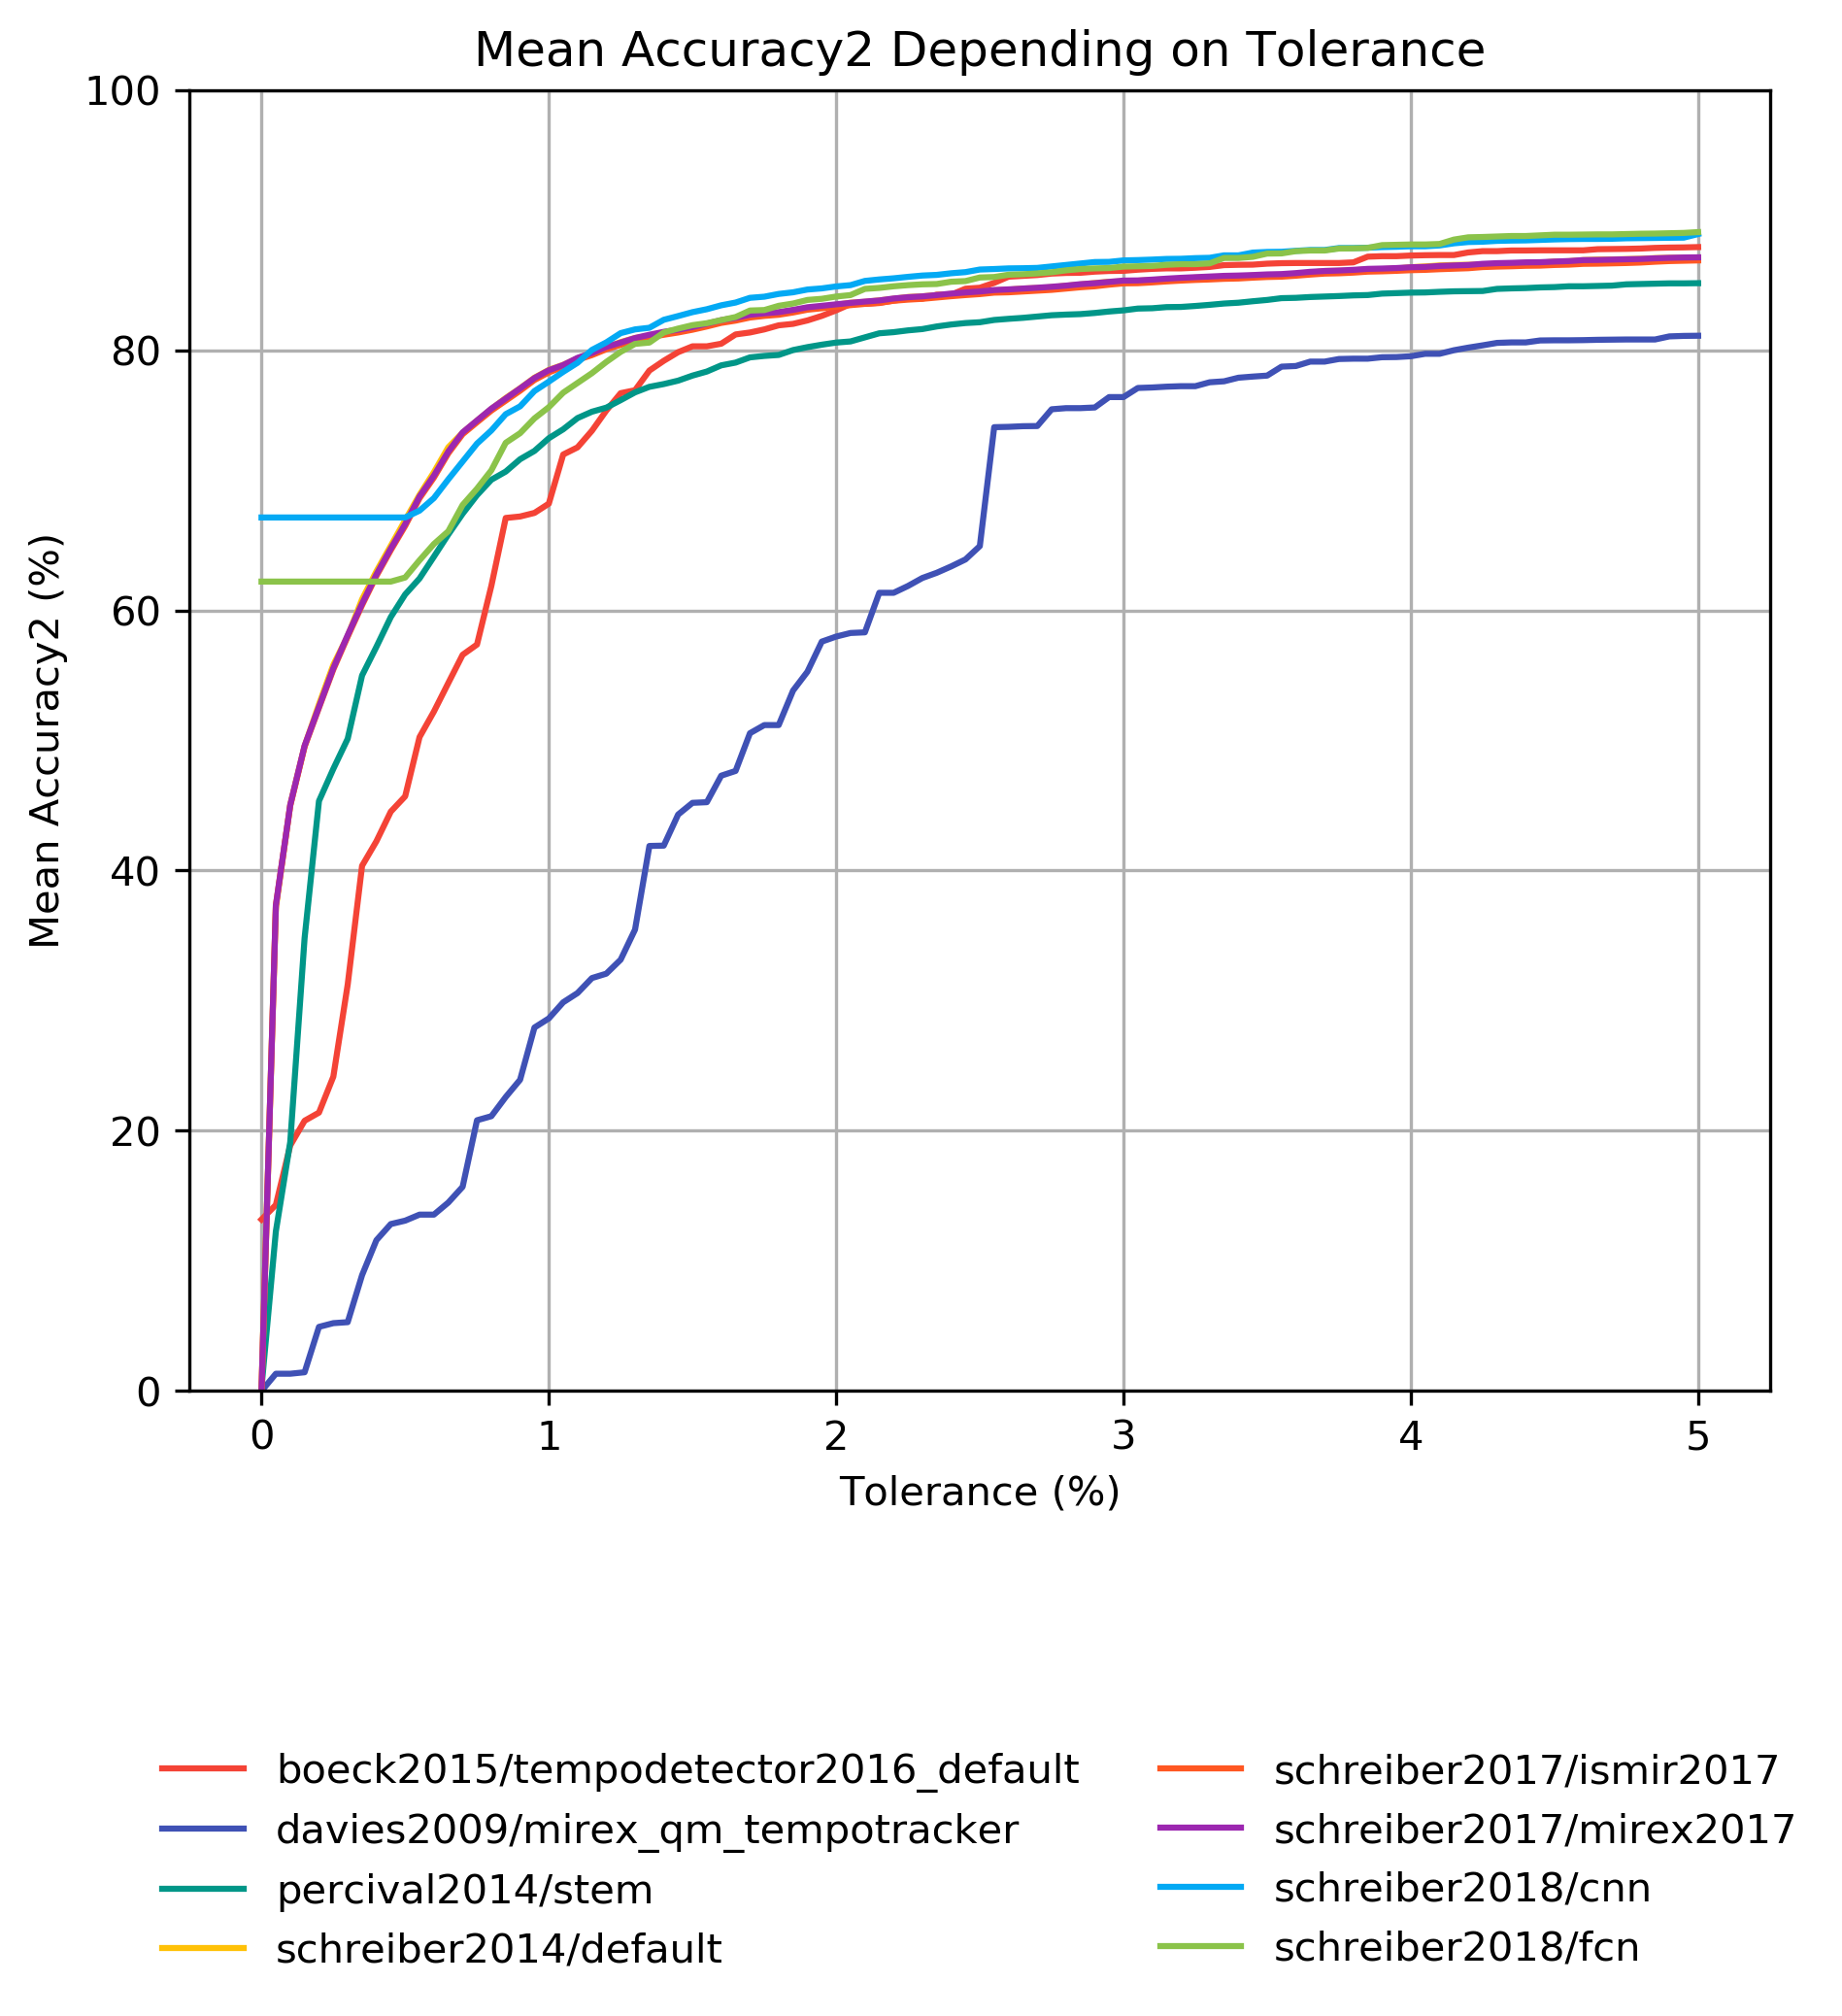 Mean Accuracy2 Depending on Tolerance
100
80
60
40
20
0
Mean Accuracy2 (%)
0 1 2 3 4 5
Tolerance (%)
boeck2015/tempodetector2016_default
davies2009/mirex_qm_tempotracker
percival2014/stem
schreiber2014/default
schreiber2017/ismir2017
schreiber2017/mirex2017
schreiber2018/cnn
schreiber2018/fcn